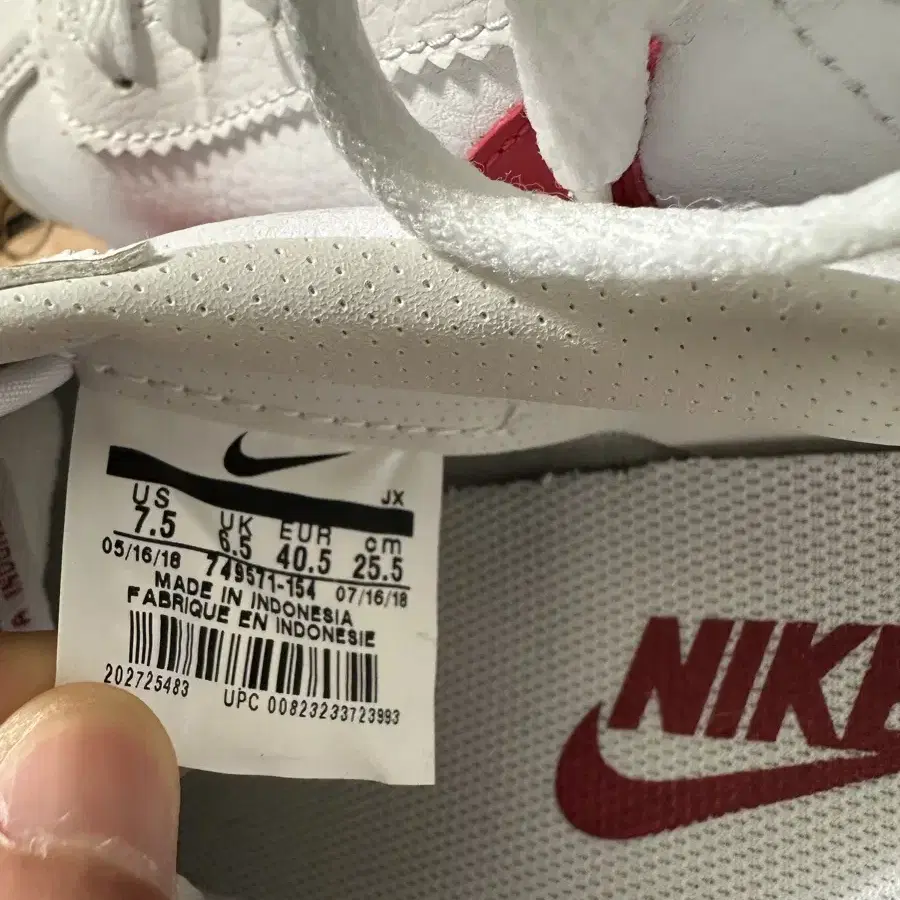 JX
US UK EUR cm
7.5 6.5 40.5 25.5
05/16/18 749571-154 07/16/18
MADE IN INDONESIA
FABRIQUE EN INDONESIE
202725483 UPC 00823233723993
NIKE